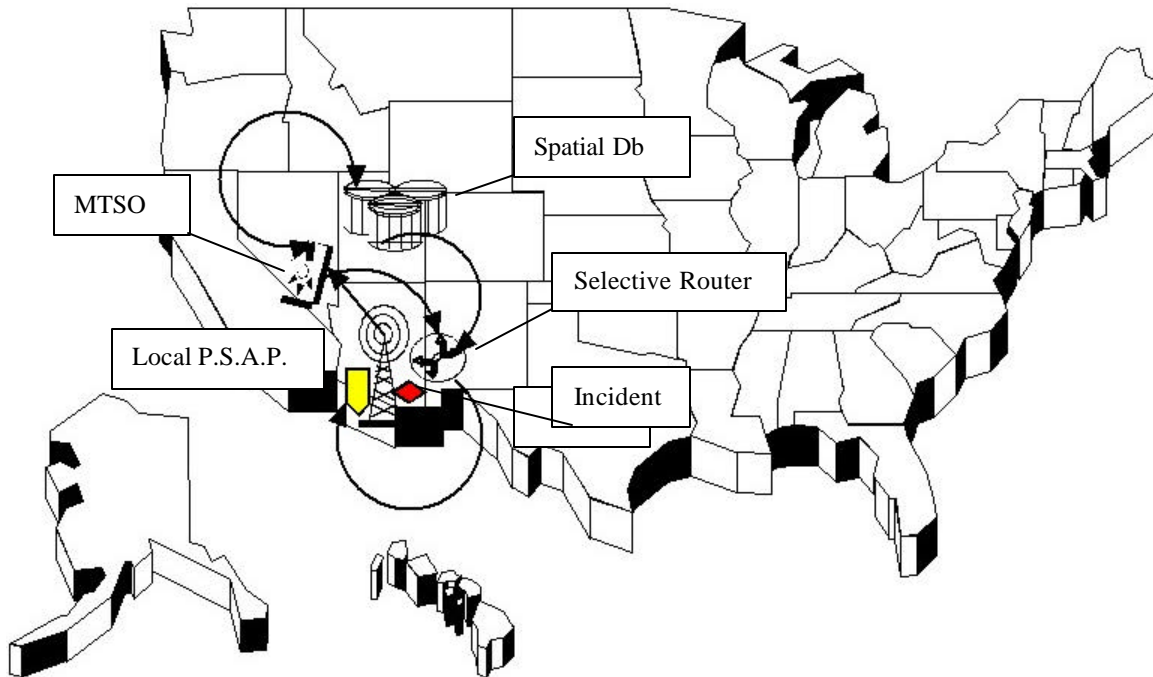 Spatial Db
MTSO
Selective Router
Local P.S.A.P.
Incident